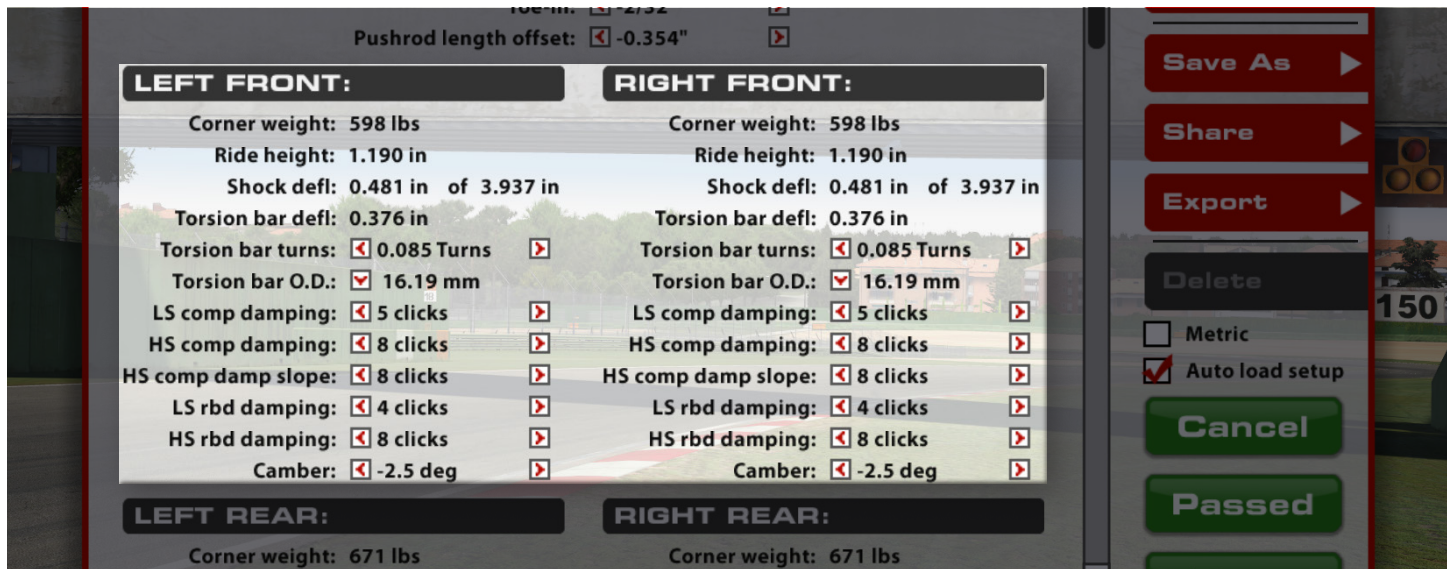 Toe-in: -2/32"
Pushrod length offset: -0.354"
LEFT FRONT:
Corner weight: 598 lbs
Ride height: 1.190 in
Shock defl: 0.481 in of 3.937 in
Torsion bar defl: 0.376 in
Torsion bar turns: 0.085 Turns
Torsion bar O.D.: 16.19 mm
LS comp damping: 5 clicks
HS comp damping: 8 clicks
HS comp damp slope: 8 clicks
LS rbd damping: 4 clicks
HS rbd damping: 8 clicks
Camber: -2.5 deg
RIGHT FRONT:
Corner weight: 598 lbs
Ride height: 1.190 in
Shock defl: 0.481 in of 3.937 in
Torsion bar defl: 0.376 in
Torsion bar turns: 0.085 Turns
Torsion bar O.D.: 16.19 mm
LS comp damping: 5 clicks
HS comp damping: 8 clicks
HS comp damp slope: 8 clicks
LS rbd damping: 4 clicks
HS rbd damping: 8 clicks
Camber: -2.5 deg
LEFT REAR:
Corner weight: 671 lbs
RIGHT REAR:
Corner weight: 671 lbs
Save As
Share
Export
Delete
Metric
Auto load setup
Cancel
Passed
150